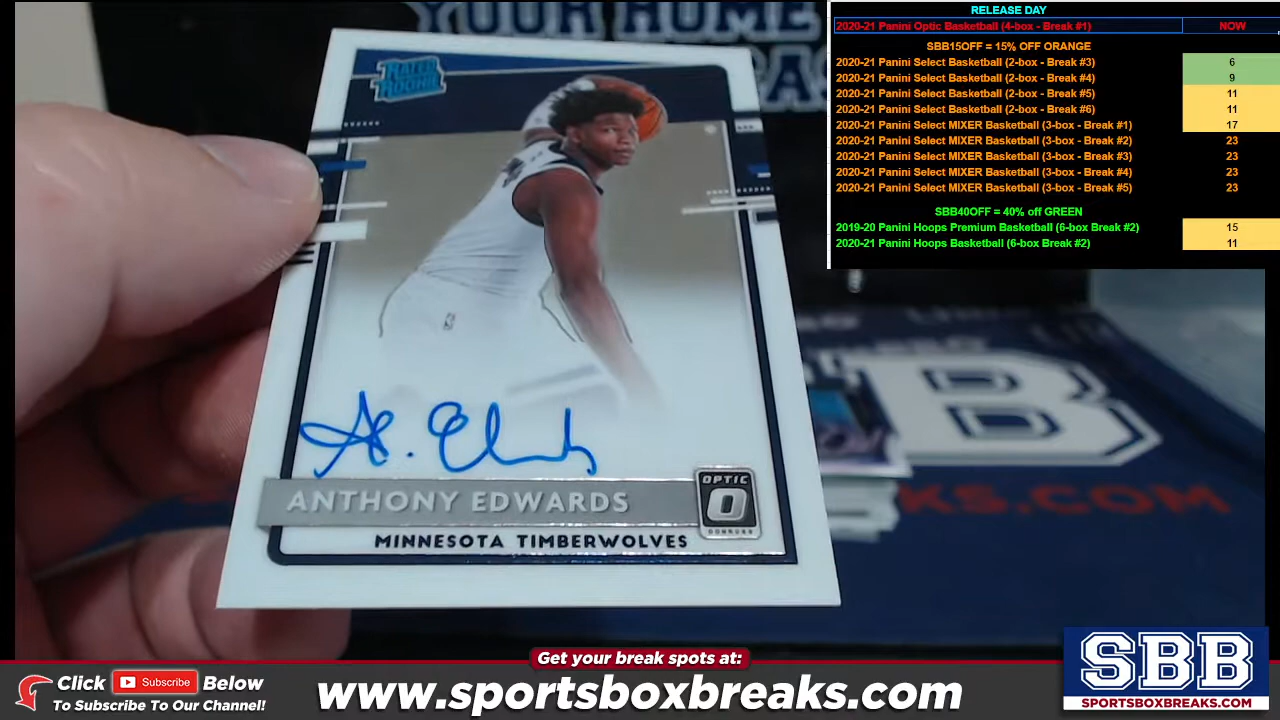 YOUR HOME
RELEASE DAY
2020-21 Panini Optic Basketball (4-box - Break #1) NOW
SBB15OFF = 15% OFF ORANGE
2020-21 Panini Select Basketball (2-box - Break #3) 6
2020-21 Panini Select Basketball (2-box - Break #4) 9
2020-21 Panini Select Basketball (2-box - Break #5) 11
2020-21 Panini Select Basketball (2-box - Break #6) 11
2020-21 Panini Select MIXER Basketball (3-box - Break #1) 17
2020-21 Panini Select MIXER Basketball (3-box - Break #2) 23
2020-21 Panini Select MIXER Basketball (3-box - Break #3) 23
2020-21 Panini Select MIXER Basketball (3-box - Break #4) 23
2020-21 Panini Select MIXER Basketball (3-box - Break #5) 23
SBB40OFF = 40% off GREEN
2019-20 Panini Hoops Premium Basketball (6-box Break #2) 15
2020-21 Panini Hoops Basketball (6-box Break #2) 11
RATED
ROOKIE
B
KS.COM
ANTHONY EDWARDS
OPTIC
O
DONRUSS
MINNESOTA TIMBERWOLVES
Get your break spots at:
Click Subscribe Below
To Subscribe To Our Channel!
www.sportsboxbreaks.com
SBB
SPORTSBOXBREAKS.COM